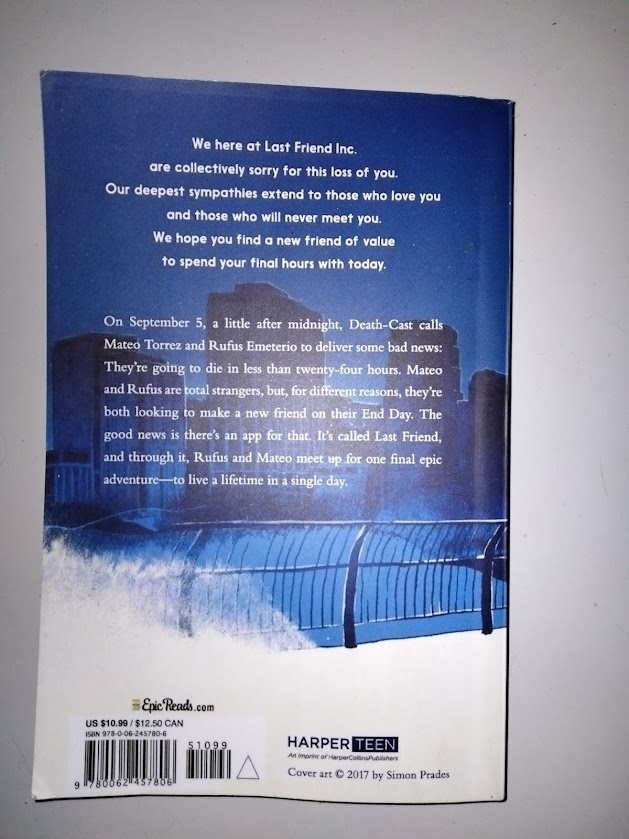 We here at Last Friend Inc.
are collectively sorry for this loss of you.
Our deepest sympathies extend to those who love you
and those who will never meet you.
We hope you find a new friend of value
to spend your final hours with today.
On September 5, a little after midnight, Death-Cast calls
Mateo Torrez and Rufus Emeterio to deliver some bad news:
They're going to die in less than twenty-four hours. Mateo
and Rufus are total strangers, but, for different reasons, they're
both looking to make a new friend on their End Day. The
good news is there's an app for that. It's called Last Friend,
and through it, Rufus and Mateo meet up for one final epic
adventure—to live a lifetime in a single day.
EpicReads.com
US $10.99 / $12.50 CAN
ISBN 978-0-06-245780-6
51099
9 780062 457806
HARPER TEEN
An Imprint of HarperCollinsPublishers
Cover art © 2017 by Simon Prades